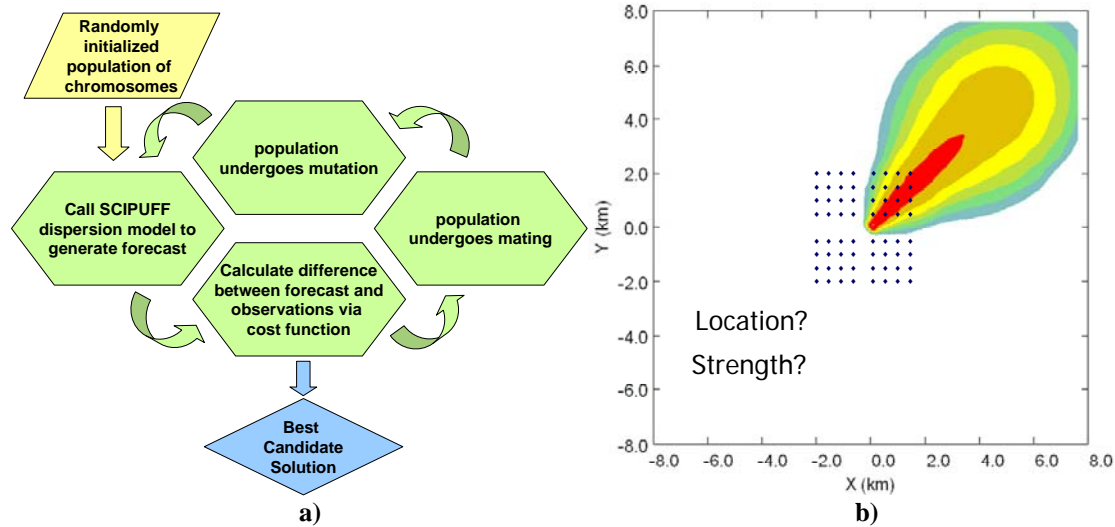 Randomly
initialized
population of
chromosomes
population
undergoes mutation
Call SCIPUFF
dispersion model to
generate forecast
population
undergoes mating
Calculate difference
between forecast and
observations via
cost function
Best
Candidate
Solution
a)
8.0
6.0
4.0
2.0
0.0
-2.0
-4.0
-6.0
-8.0
Y (km)
Location?
Strength?
-8.0 -6.0 -4.0 -2.0 0.0 2.0 4.0 6.0 8.0
X (km)
b)